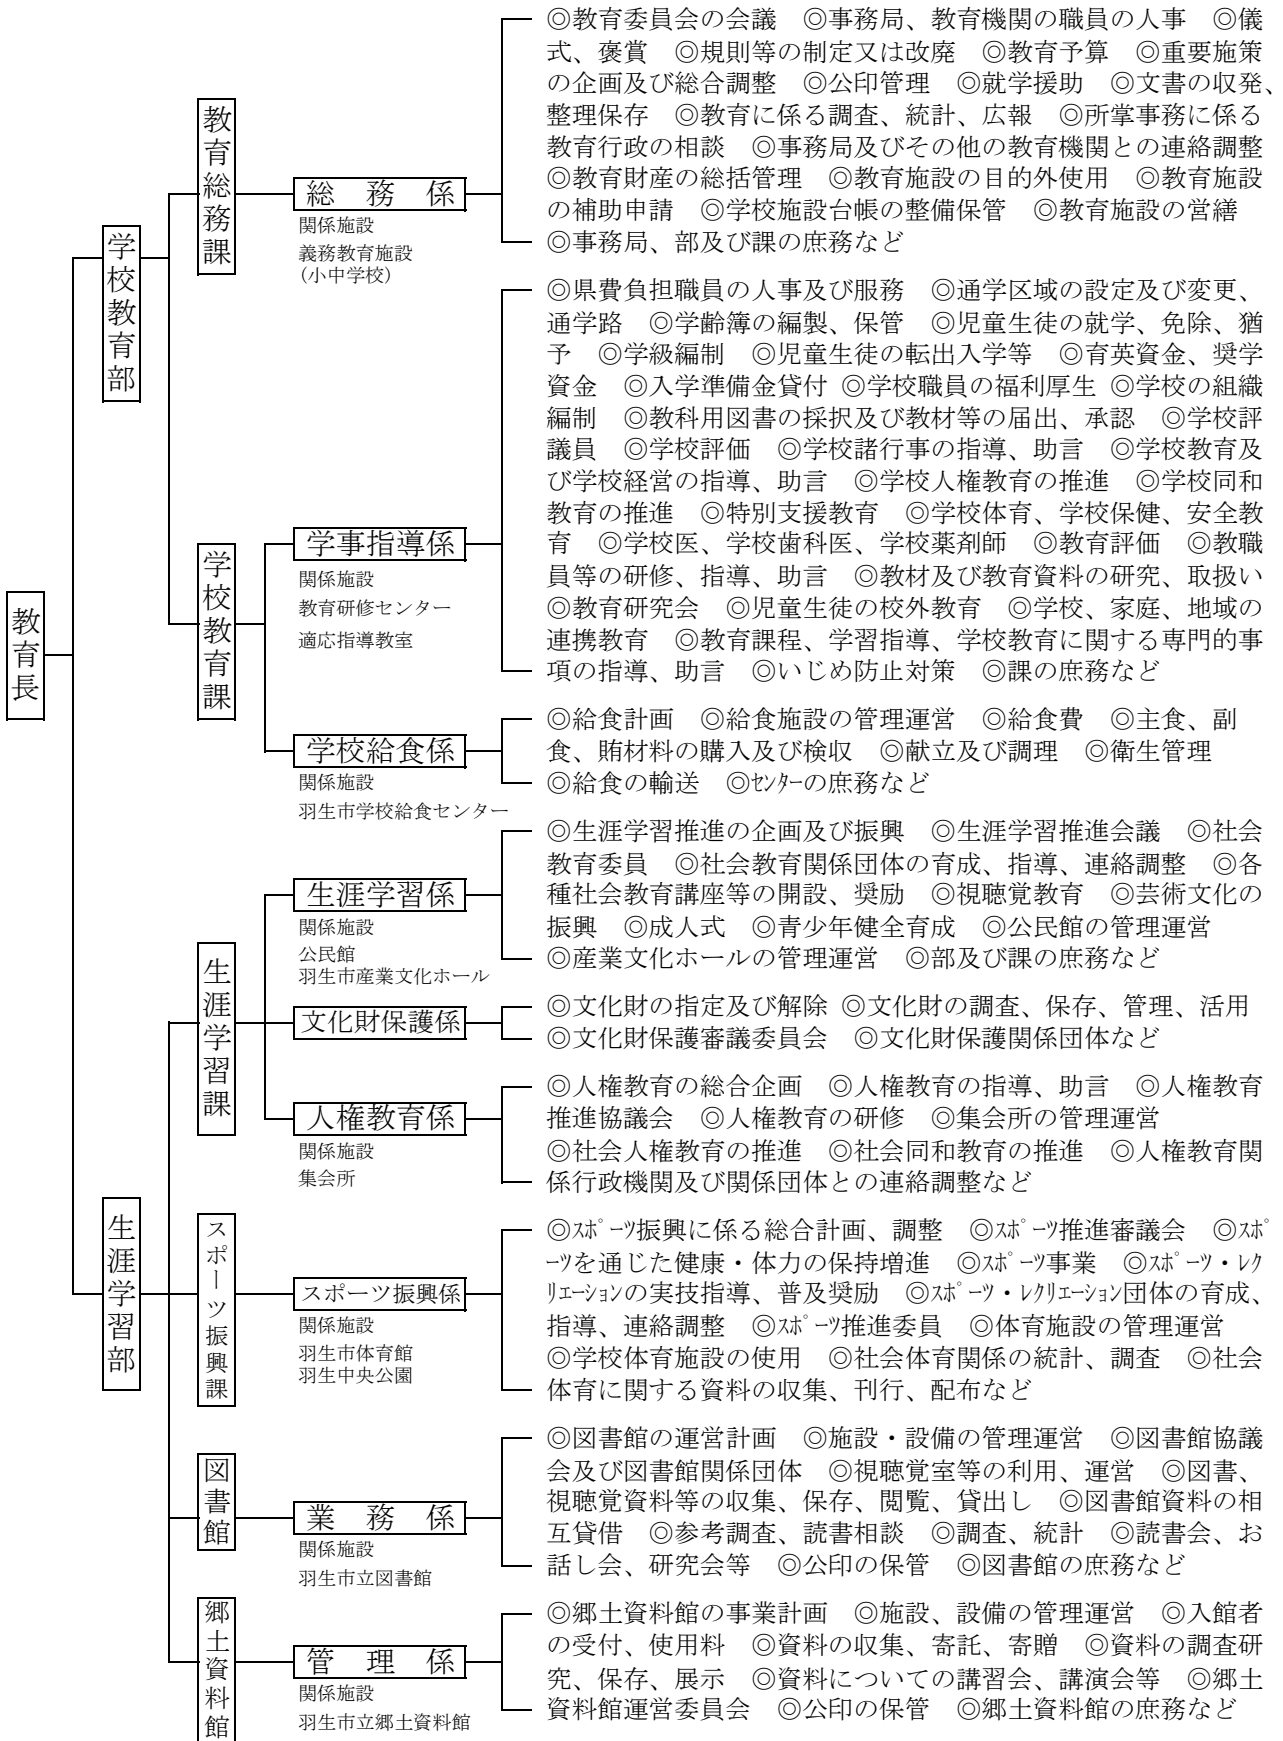 教育長
学校教育部
教育総務課
総　務　係
関係施設
義務教育施設
(小中学校)
◎教育委員会の会議　◎事務局、教育機関の職員の人事　◎儀
式、褒賞　◎規則等の制定又は改廃　◎教育予算　◎重要施策
の企画及び総合調整　◎公印管理　◎就学援助　◎文書の収発、
整理保存　◎教育に係る調査、統計、広報　◎所掌事務に係る
教育行政の相談　◎事務局及びその他の教育機関との連絡調整
◎教育財産の総括管理　◎教育施設の目的外使用　◎教育施設
の補助申請　◎学校施設台帳の整備保管　◎教育施設の営繕
◎事務局、部及び課の庶務など
学校教育課
学事指導係
関係施設
教育研修センター
適応指導教室
◎県費負担職員の人事及び服務　◎通学区域の設定及び変更、
通学路　◎学齢簿の編製、保管　◎児童生徒の就学、免除、猶
予　◎学級編制　◎児童生徒の転出入学等　◎育英資金、奨学
資金　◎入学準備金貸付 ◎学校職員の福利厚生 ◎学校の組織
編制　◎教科用図書の採択及び教材等の届出、承認　◎学校評
議員　◎学校評価　◎学校諸行事の指導、助言　◎学校教育及
び学校経営の指導、助言　◎学校人権教育の推進　◎学校同和
教育の推進　◎特別支援教育　◎学校体育、学校保健、安全教
育　◎学校医、学校歯科医、学校薬剤師　◎教育評価　◎教職
員等の研修、指導、助言　◎教材及び教育資料の研究、取扱い
◎教育研究会　◎児童生徒の校外教育　◎学校、家庭、地域の
連携教育　◎教育課程、学習指導、学校教育に関する専門的事
項の指導、助言　◎いじめ防止対策　◎課の庶務など
学校給食係
関係施設
羽生市学校給食センター
◎給食計画　◎給食施設の管理運営　◎給食費　◎主食、副
食、賄材料の購入及び検収　◎献立及び調理　◎衛生管理
◎給食の輸送　◎ｾﾝﾀｰの庶務など
生涯学習部
生涯学習課
生涯学習係
関係施設
公民館
羽生市産業文化ホール
◎生涯学習推進の企画及び振興　◎生涯学習推進会議　◎社会
教育委員　◎社会教育関係団体の育成、指導、連絡調整　◎各
種社会教育講座等の開設、奨励　◎視聴覚教育　◎芸術文化の
振興　◎成人式　◎青少年健全育成　◎公民館の管理運営
◎産業文化ホールの管理運営　◎部及び課の庶務など
文化財保護係
◎文化財の指定及び解除 ◎文化財の調査、保存、管理、活用
◎文化財保護審議委員会　◎文化財保護関係団体など
人権教育係
関係施設
集会所
◎人権教育の総合企画　◎人権教育の指導、助言　◎人権教育
推進協議会　◎人権教育の研修　◎集会所の管理運営
◎社会人権教育の推進　◎社会同和教育の推進　◎人権教育関
係行政機関及び関係団体との連絡調整など
スポーツ振興課
スポーツ振興係
関係施設
羽生市体育館
羽生中央公園
◎ｽﾎﾟｰﾂ振興に係る総合計画、調整　◎ｽﾎﾟｰﾂ推進審議会　◎ｽﾎﾟ
ｰﾂを通じた健康・体力の保持増進　◎ｽﾎﾟｰﾂ事業　◎ｽﾎﾟｰﾂ・ﾚｸ
ﾘｴｰｼｮﾝの実技指導、普及奨励　◎ｽﾎﾟｰﾂ・ﾚｸﾘｴｰｼｮﾝ団体の育成、
指導、連絡調整　◎ｽﾎﾟｰﾂ推進委員　◎体育施設の管理運営
◎学校体育施設の使用　◎社会体育関係の統計、調査　◎社会
体育に関する資料の収集、刊行、配布など
図書館
業　務　係
関係施設
羽生市立図書館
◎図書館の運営計画　◎施設・設備の管理運営　◎図書館協議
会及び図書館関係団体　◎視聴覚室等の利用、運営　◎図書、
視聴覚資料等の収集、保存、閲覧、貸出し　◎図書館資料の相
互貸借　◎参考調査、読書相談　◎調査、統計　◎読書会、お
話し会、研究会等　◎公印の保管　◎図書館の庶務など
郷土資料館
管　理　係
関係施設
羽生市立郷土資料館
◎郷土資料館の事業計画　◎施設、設備の管理運営　◎入館者
の受付、使用料　◎資料の収集、寄託、寄贈　◎資料の調査研
究、保存、展示　◎資料についての講習会、講演会等　◎郷土
資料館運営委員会　◎公印の保管　◎郷土資料館の庶務など